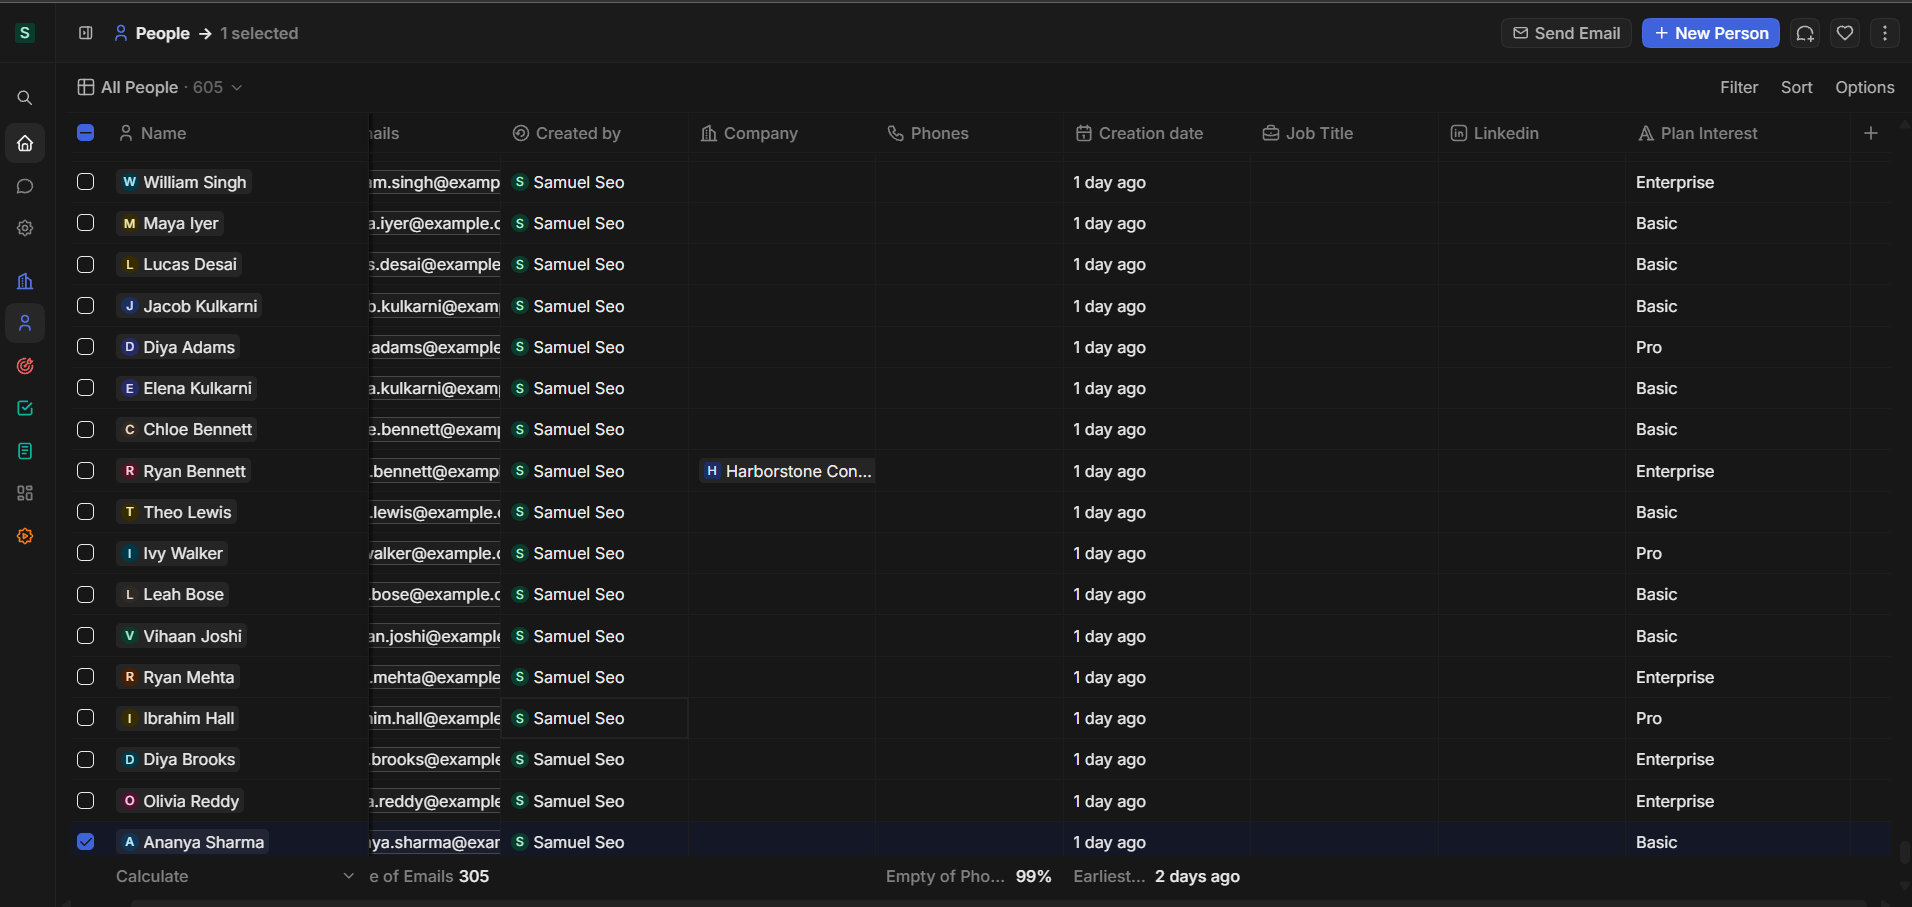 S People → 1 selected Send Email + New Person
All People · 605 Filter Sort Options
Name ails Created by Company Phones Creation date Job Title Linkedin Plan Interest +
W William Singh am.singh@examp S Samuel Seo 1 day ago Enterprise
M Maya Iyer a.iyer@example.c S Samuel Seo 1 day ago Basic
L Lucas Desai s.desai@example S Samuel Seo 1 day ago Basic
J Jacob Kulkarni b.kulkarni@exam S Samuel Seo 1 day ago Basic
D Diya Adams .adams@example S Samuel Seo 1 day ago Pro
E Elena Kulkarni a.kulkarni@exam S Samuel Seo 1 day ago Basic
C Chloe Bennett e.bennett@examp S Samuel Seo 1 day ago Basic
R Ryan Bennett .bennett@exampl S Samuel Seo H Harborstone Con... 1 day ago Enterprise
T Theo Lewis .lewis@example. S Samuel Seo 1 day ago Basic
I Ivy Walker walker@example.c S Samuel Seo 1 day ago Pro
L Leah Bose .bose@example.c S Samuel Seo 1 day ago Basic
V Vihaan Joshi an.joshi@example S Samuel Seo 1 day ago Basic
R Ryan Mehta .mehta@example S Samuel Seo 1 day ago Enterprise
I Ibrahim Hall him.hall@example S Samuel Seo 1 day ago Pro
D Diya Brooks .brooks@example S Samuel Seo 1 day ago Enterprise
O Olivia Reddy a.reddy@example S Samuel Seo 1 day ago Enterprise
A Ananya Sharma ya.sharma@exam S Samuel Seo 1 day ago Basic
Calculate e of Emails 305 Empty of Pho... 99% Earliest... 2 days ago